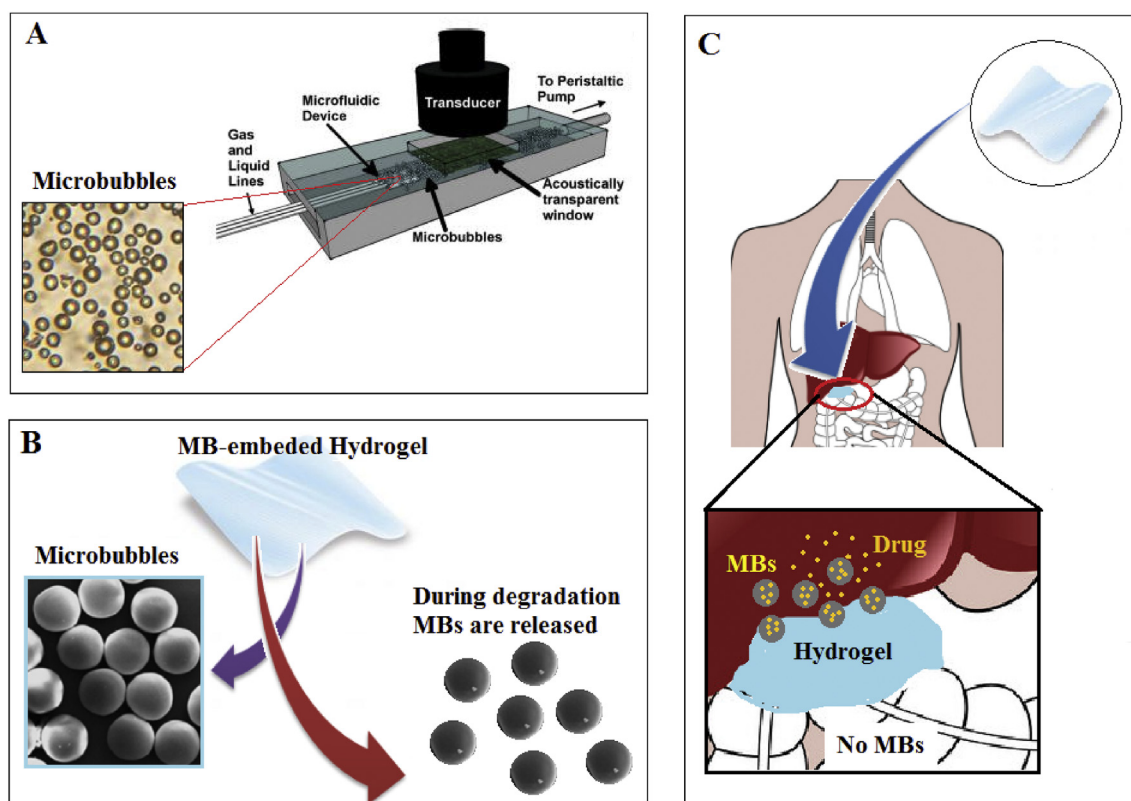 A
Transducer
To Peristaltic
Pump
Microfluidic
Device
Gas
and
Liquid
Lines
Microbubbles
Acoustically
transparent
window
Microbubbles
B
MB-embeded Hydrogel
Microbubbles
During degradation
MBs are released
C
Drug
MBs
Hydrogel
No MBs